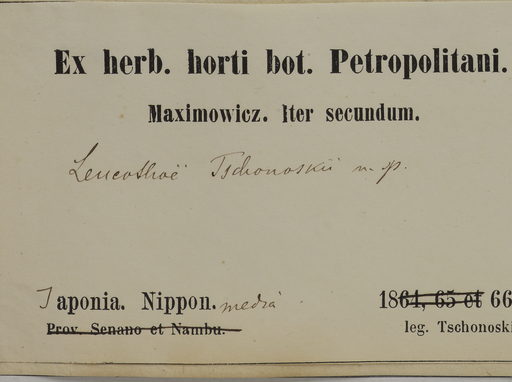 Ex herb. horti bot. Petropolitani.
Maximowicz. Iter secundum.
Leucothoë Tschonoskii n. sp.
Japonia. Nippon. media
Prov. Senano et Nambu.
1864, 65 et 66
leg. Tschonoski